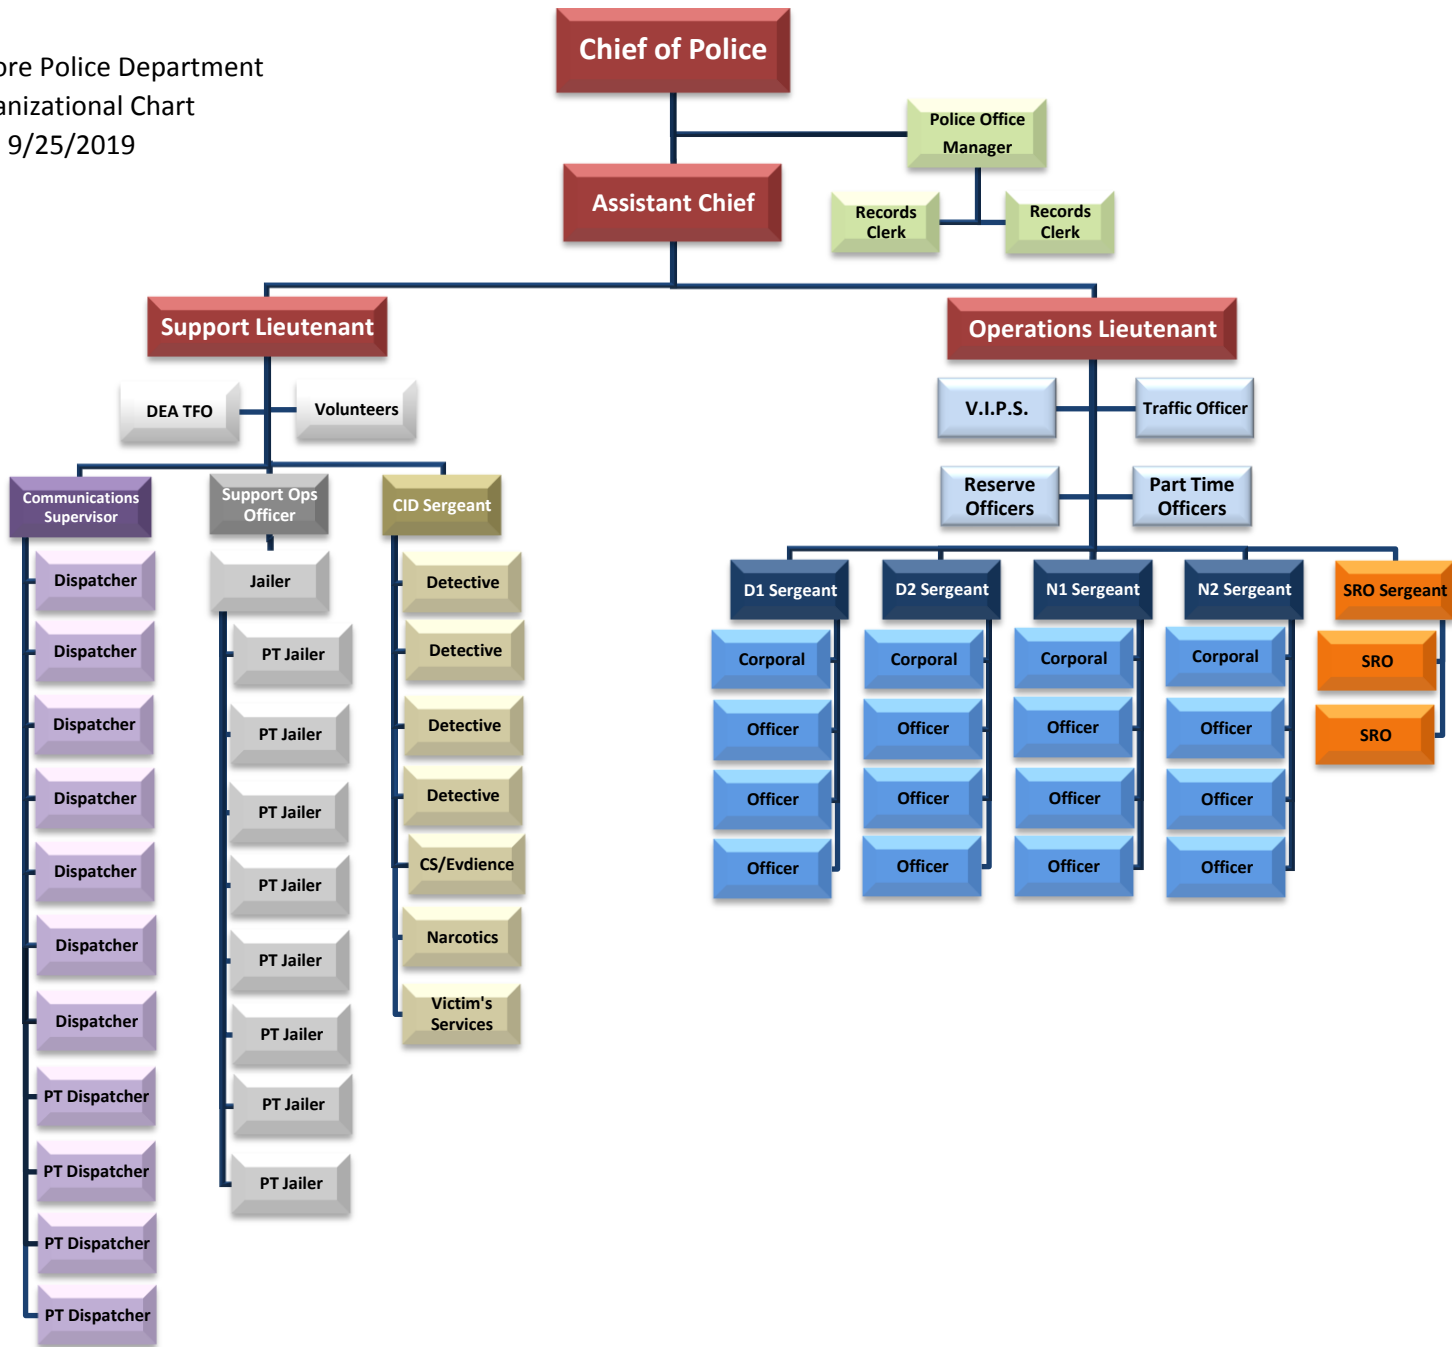 ore Police Department
anizational Chart
9/25/2019
Chief of Police
Police Office
Manager
Assistant Chief
Records
Clerk
Records
Clerk
Support Lieutenant
Operations Lieutenant
DEA TFO
Volunteers
V.I.P.S.
Traffic Officer
Reserve
Officers
Part Time
Officers
Communications
Supervisor
Support Ops
Officer
CID Sergeant
Dispatcher
Dispatcher
Dispatcher
Dispatcher
Dispatcher
Dispatcher
Dispatcher
PT Dispatcher
PT Dispatcher
PT Dispatcher
PT Dispatcher
Jailer
PT Jailer
PT Jailer
PT Jailer
PT Jailer
PT Jailer
PT Jailer
PT Jailer
PT Jailer
Detective
Detective
Detective
Detective
CS/Evdience
Narcotics
Victim's
Services
D1 Sergeant
Corporal
Officer
Officer
Officer
D2 Sergeant
Corporal
Officer
Officer
Officer
N1 Sergeant
Corporal
Officer
Officer
Officer
N2 Sergeant
Corporal
Officer
Officer
Officer
SRO Sergeant
SRO
SRO